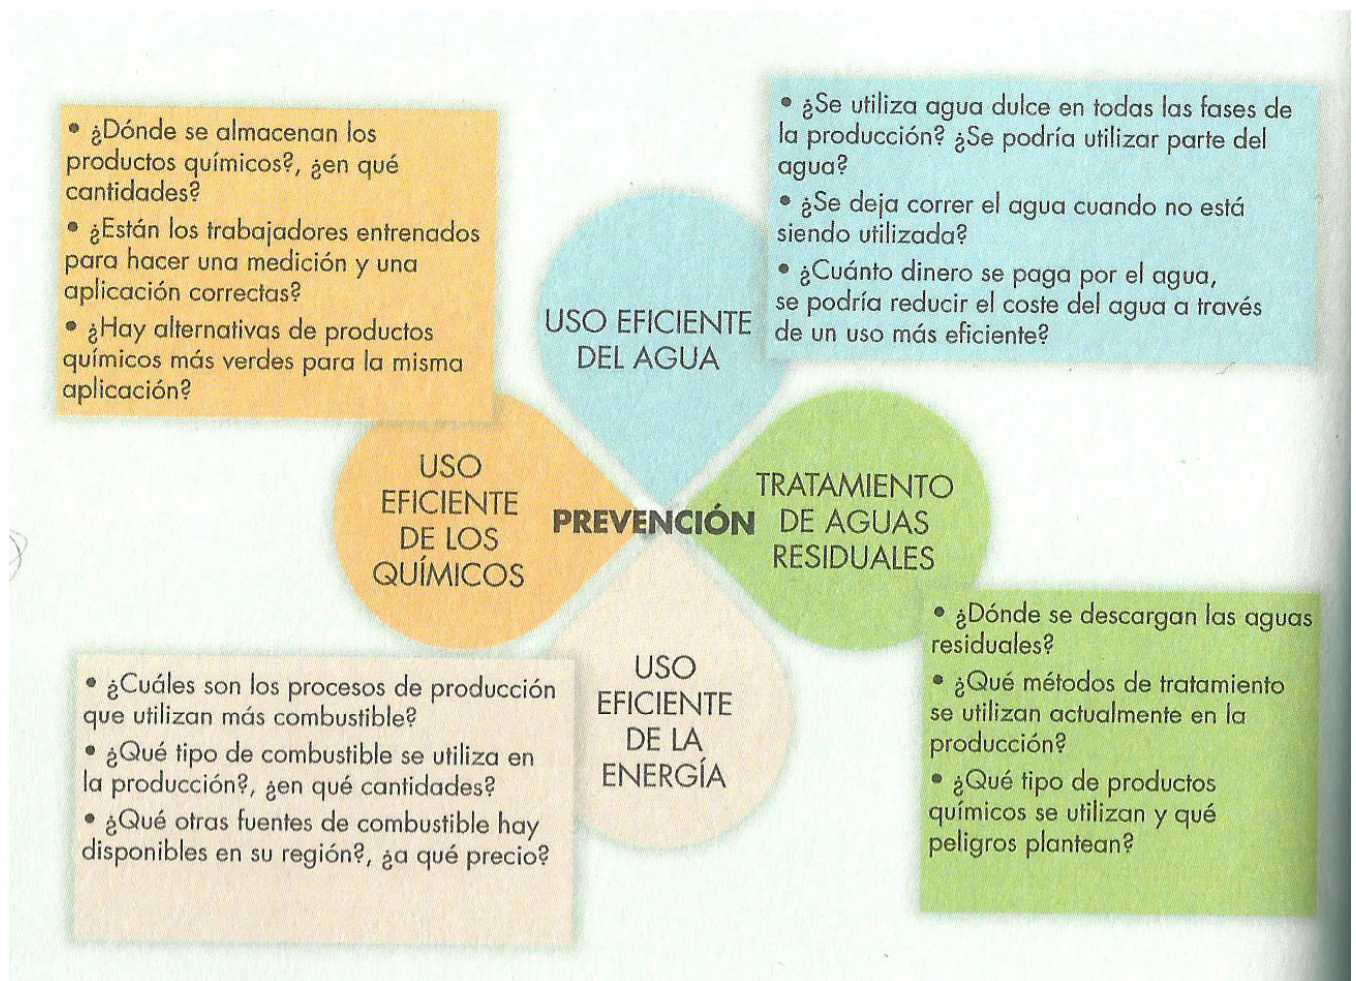 • ¿Dónde se almacenan los
productos químicos?, ¿en qué
cantidades?
• ¿Están los trabajadores entrenados
para hacer una medición y una
aplicación correctas?
• ¿Hay alternativas de productos
químicos más verdes para la misma
aplicación?
• ¿Se utiliza agua dulce en todas las fases de
la producción? ¿Se podría utilizar parte del
agua?
• ¿Se deja correr el agua cuando no está
siendo utilizada?
• ¿Cuánto dinero se paga por el agua,
se podría reducir el coste del agua a través
de un uso más eficiente?
USO EFICIENTE
DEL AGUA
USO
EFICIENTE
DE LOS
QUÍMICOS
PREVENCIÓN
TRATAMIENTO
DE AGUAS
RESIDUALES
USO
EFICIENTE
DE LA
ENERGÍA
• ¿Cuáles son los procesos de producción
que utilizan más combustible?
• ¿Qué tipo de combustible se utiliza en
la producción?, ¿en qué cantidades?
• ¿Qué otras fuentes de combustible hay
disponibles en su región?, ¿a qué precio?
• ¿Dónde se descargan las aguas
residuales?
• ¿Qué métodos de tratamiento
se utilizan actualmente en la
producción?
• ¿Qué tipo de productos
químicos se utilizan y qué
peligros plantean?